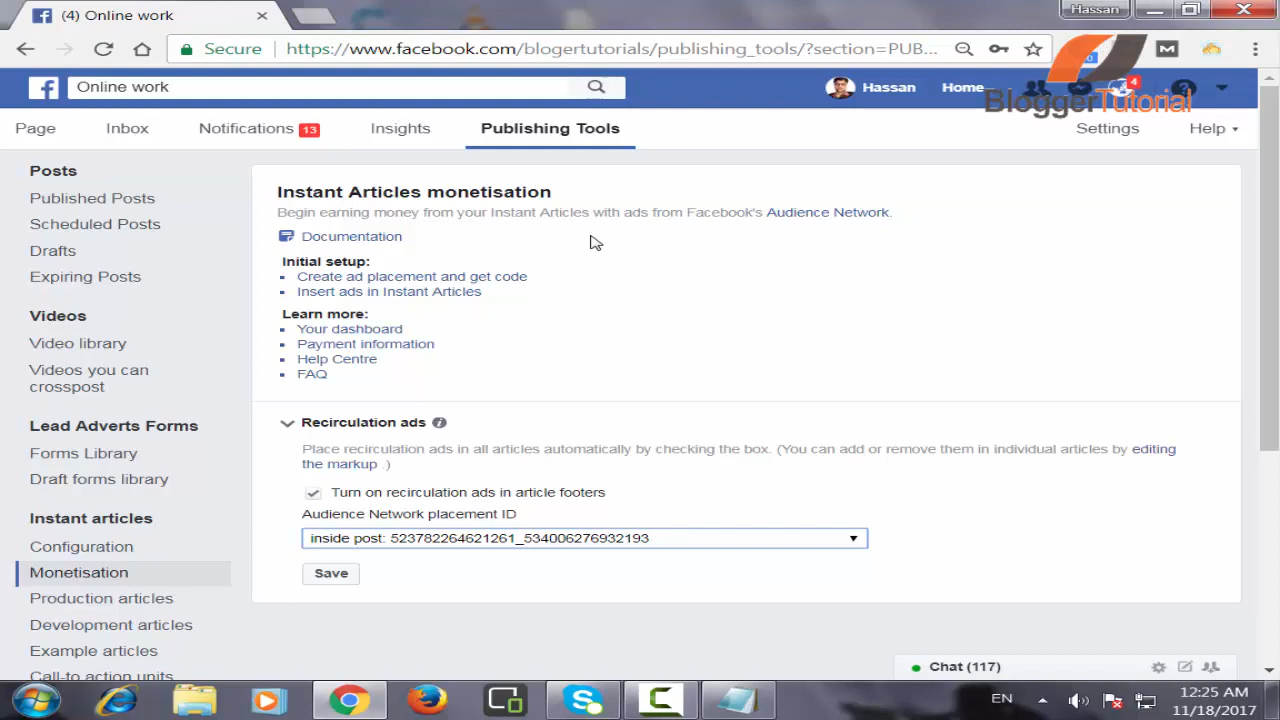 (4) Online work
Hassan
Secure
https://www.facebook.com/blogertutorials/publishing_tools/?section=PUB...
Online work
Hassan
Home
4
BloggerTutorial
Page
Inbox
Notifications 13
Insights
Publishing Tools
Settings
Help
Posts
Published Posts
Scheduled Posts
Drafts
Expiring Posts
Videos
Video library
Videos you can
crosspost
Lead Adverts Forms
Forms Library
Draft forms library
Instant articles
Configuration
Monetisation
Production articles
Development articles
Example articles
Call-to action units
Instant Articles monetisation
Begin earning money from your Instant Articles with ads from Facebook's Audience Network.
Documentation
Initial setup:
Create ad placement and get code
Insert ads in Instant Articles
Learn more:
Your dashboard
Payment information
Help Centre
FAQ
Recirculation ads
Place recirculation ads in all articles automatically by checking the box. (You can add or remove them in individual articles by editing
the markup .)
Turn on recirculation ads in article footers
Audience Network placement ID
inside post: 523782264621261_534006276932193
Save
Chat (117)
EN
12:25 AM
11/18/2017